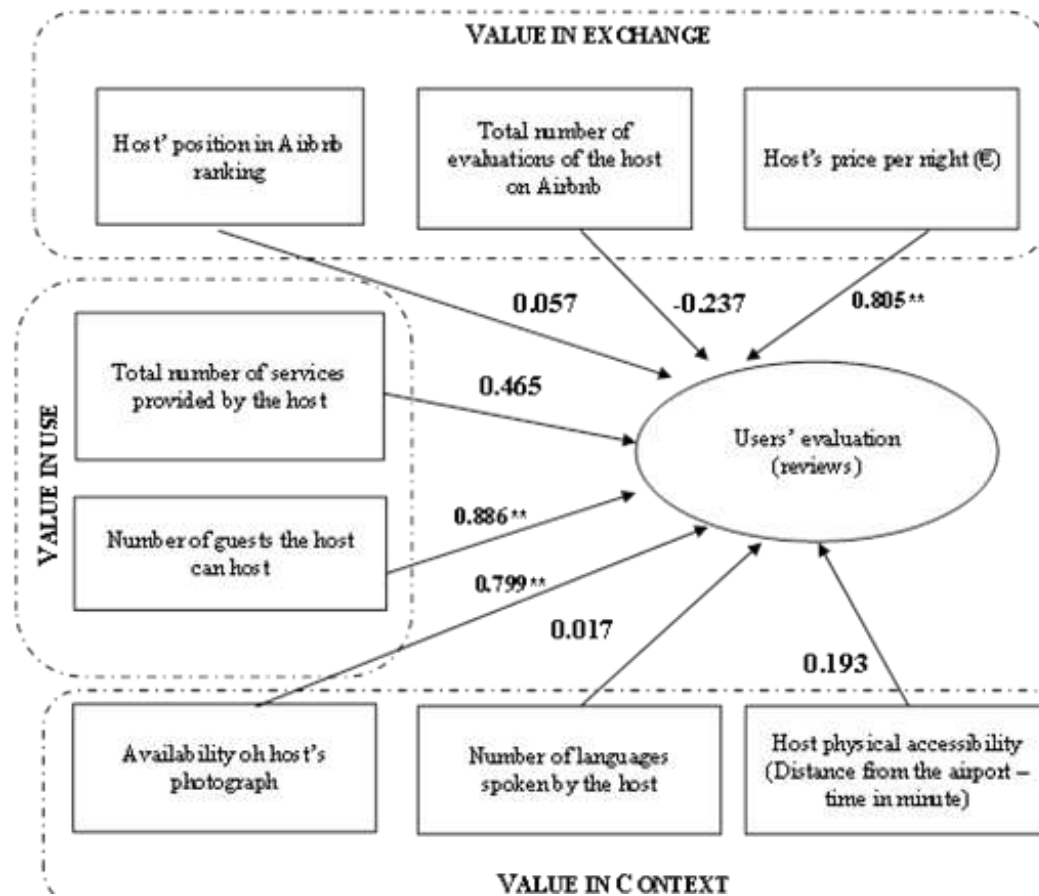 VALUE IN EXCHANGE
Host' position in Airbnb
ranking
Total number of
evaluations of the host
on Airbnb
Host's price per night (€)
0.057
-0.237
0.805**
VALUE IN USE
Total number of services
provided by the host
0.465
Users' evaluation
(reviews)
Number of guests the host
can host
0.886**
0.799**
0.017
0.193
Availability oh host's
photograph
Number of languages
spoken by the host
Host physical accessibility
(Distance from the airport –
time in minute)
VALUE IN CONTEXT